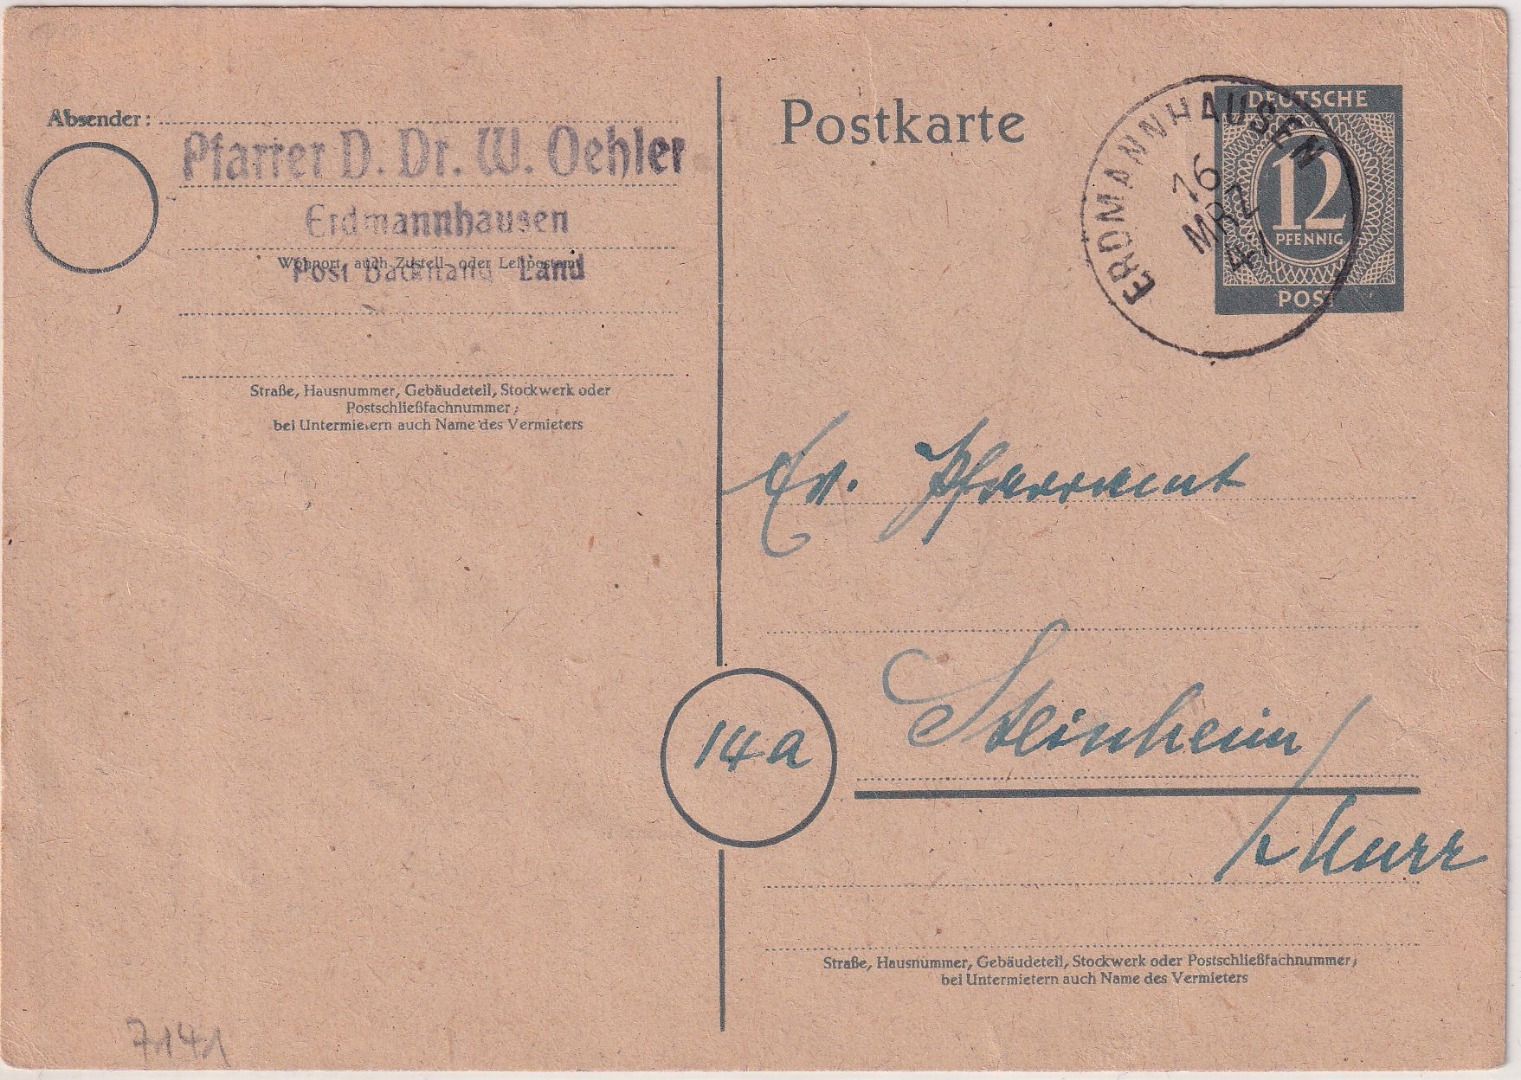 Absender:
Pfarrer D. Dr. W. Oehler
Erdmannhausen
Wohnort, auch Zustell- oder Leitpostamt
Post Backnang Land
Straße, Hausnummer, Gebäudeteil, Stockwerk oder
Postschließfachnummer;
bei Untermietern auch Name des Vermieters
Postkarte
ERDMANNHAUSEN
16
MRZ
47
DEUTSCHE
12
PFENNIG
POST
Ev. Pfarramt
14a
Steinheim
/ Murr
Straße, Hausnummer, Gebäudeteil, Stockwerk oder Postschließfachnummer;
bei Untermietern auch Name des Vermieters
7141